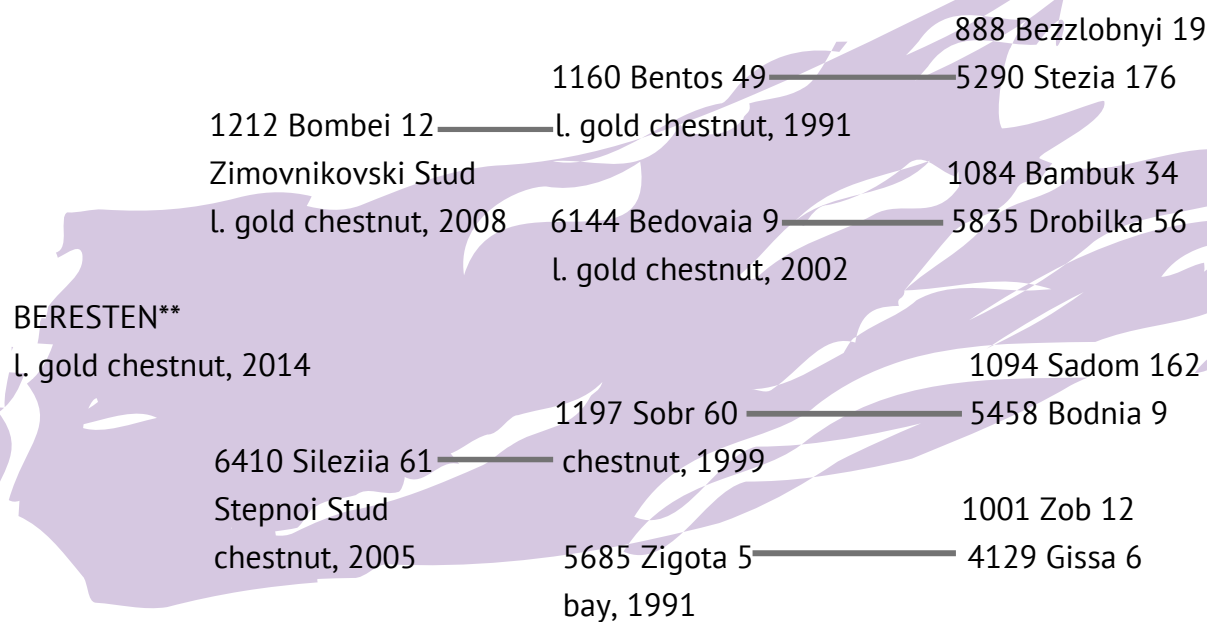 888 Bezzlobnyi 19
1160 Bentos 49
5290 Stezia 176
1212 Bombei 12
l. gold chestnut, 1991
Zimovnikovski Stud
1084 Bambuk 34
l. gold chestnut, 2008
6144 Bedovaia 9
5835 Drobilka 56
l. gold chestnut, 2002
BERESTEN**
l. gold chestnut, 2014
1094 Sadom 162
1197 Sobr 60
5458 Bodnia 9
6410 Sileziia 61
chestnut, 1999
Stepnoi Stud
1001 Zob 12
chestnut, 2005
5685 Zigota 5
4129 Gissa 6
bay, 1991